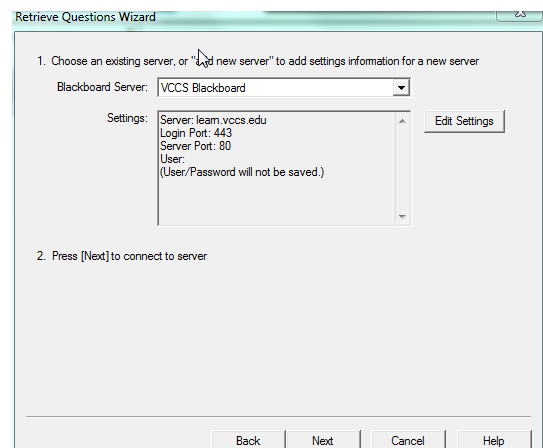 Retrieve Questions Wizard
1. Choose an existing server, or "add new server" to add settings information for a new server
Blackboard Server: VCCS Blackboard
Settings: Server: learn.vccs.edu
Login Port: 443
Server Port: 80
User:
(User/Password will not be saved.)
Edit Settings
2. Press [Next] to connect to server
Back Next Cancel Help